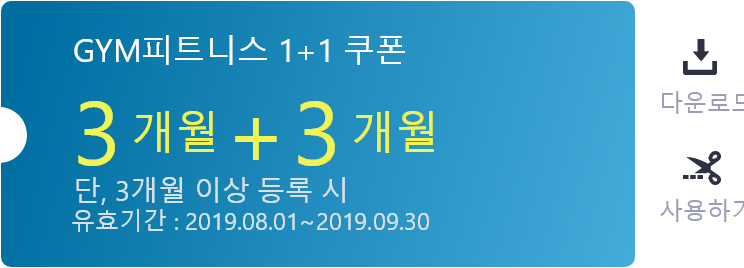 GYM피트니스 1+1 쿠폰
3 개월 + 3 개월
단, 3개월 이상 등록 시
유효기간 : 2019.08.01~2019.09.30
다운로드
사용하기